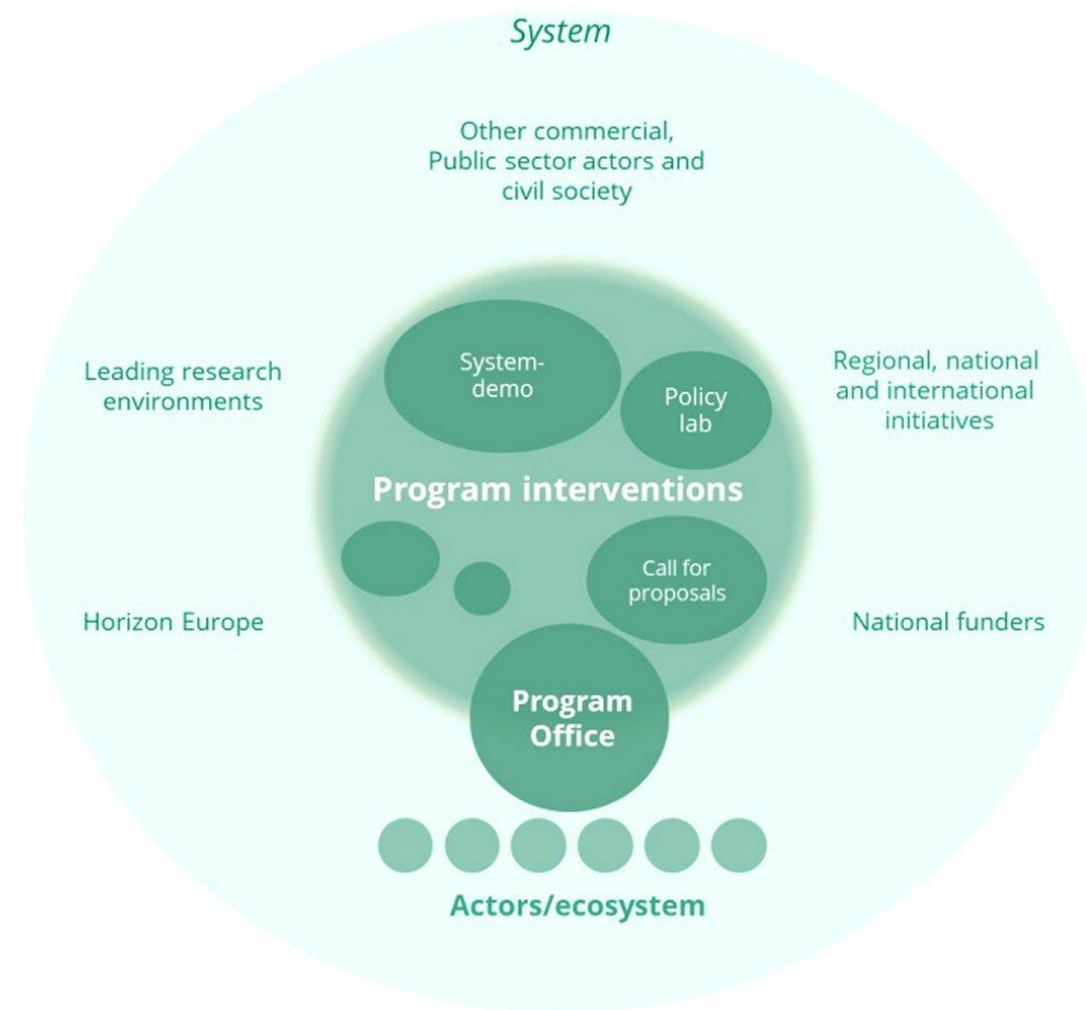 System
Other commercial,
Public sector actors and
civil society
Leading research
environments
System-
demo
Policy
lab
Regional, national
and international
initiatives
Program interventions
Call for
proposals
Horizon Europe
National funders
Program
Office
Actors/ecosystem